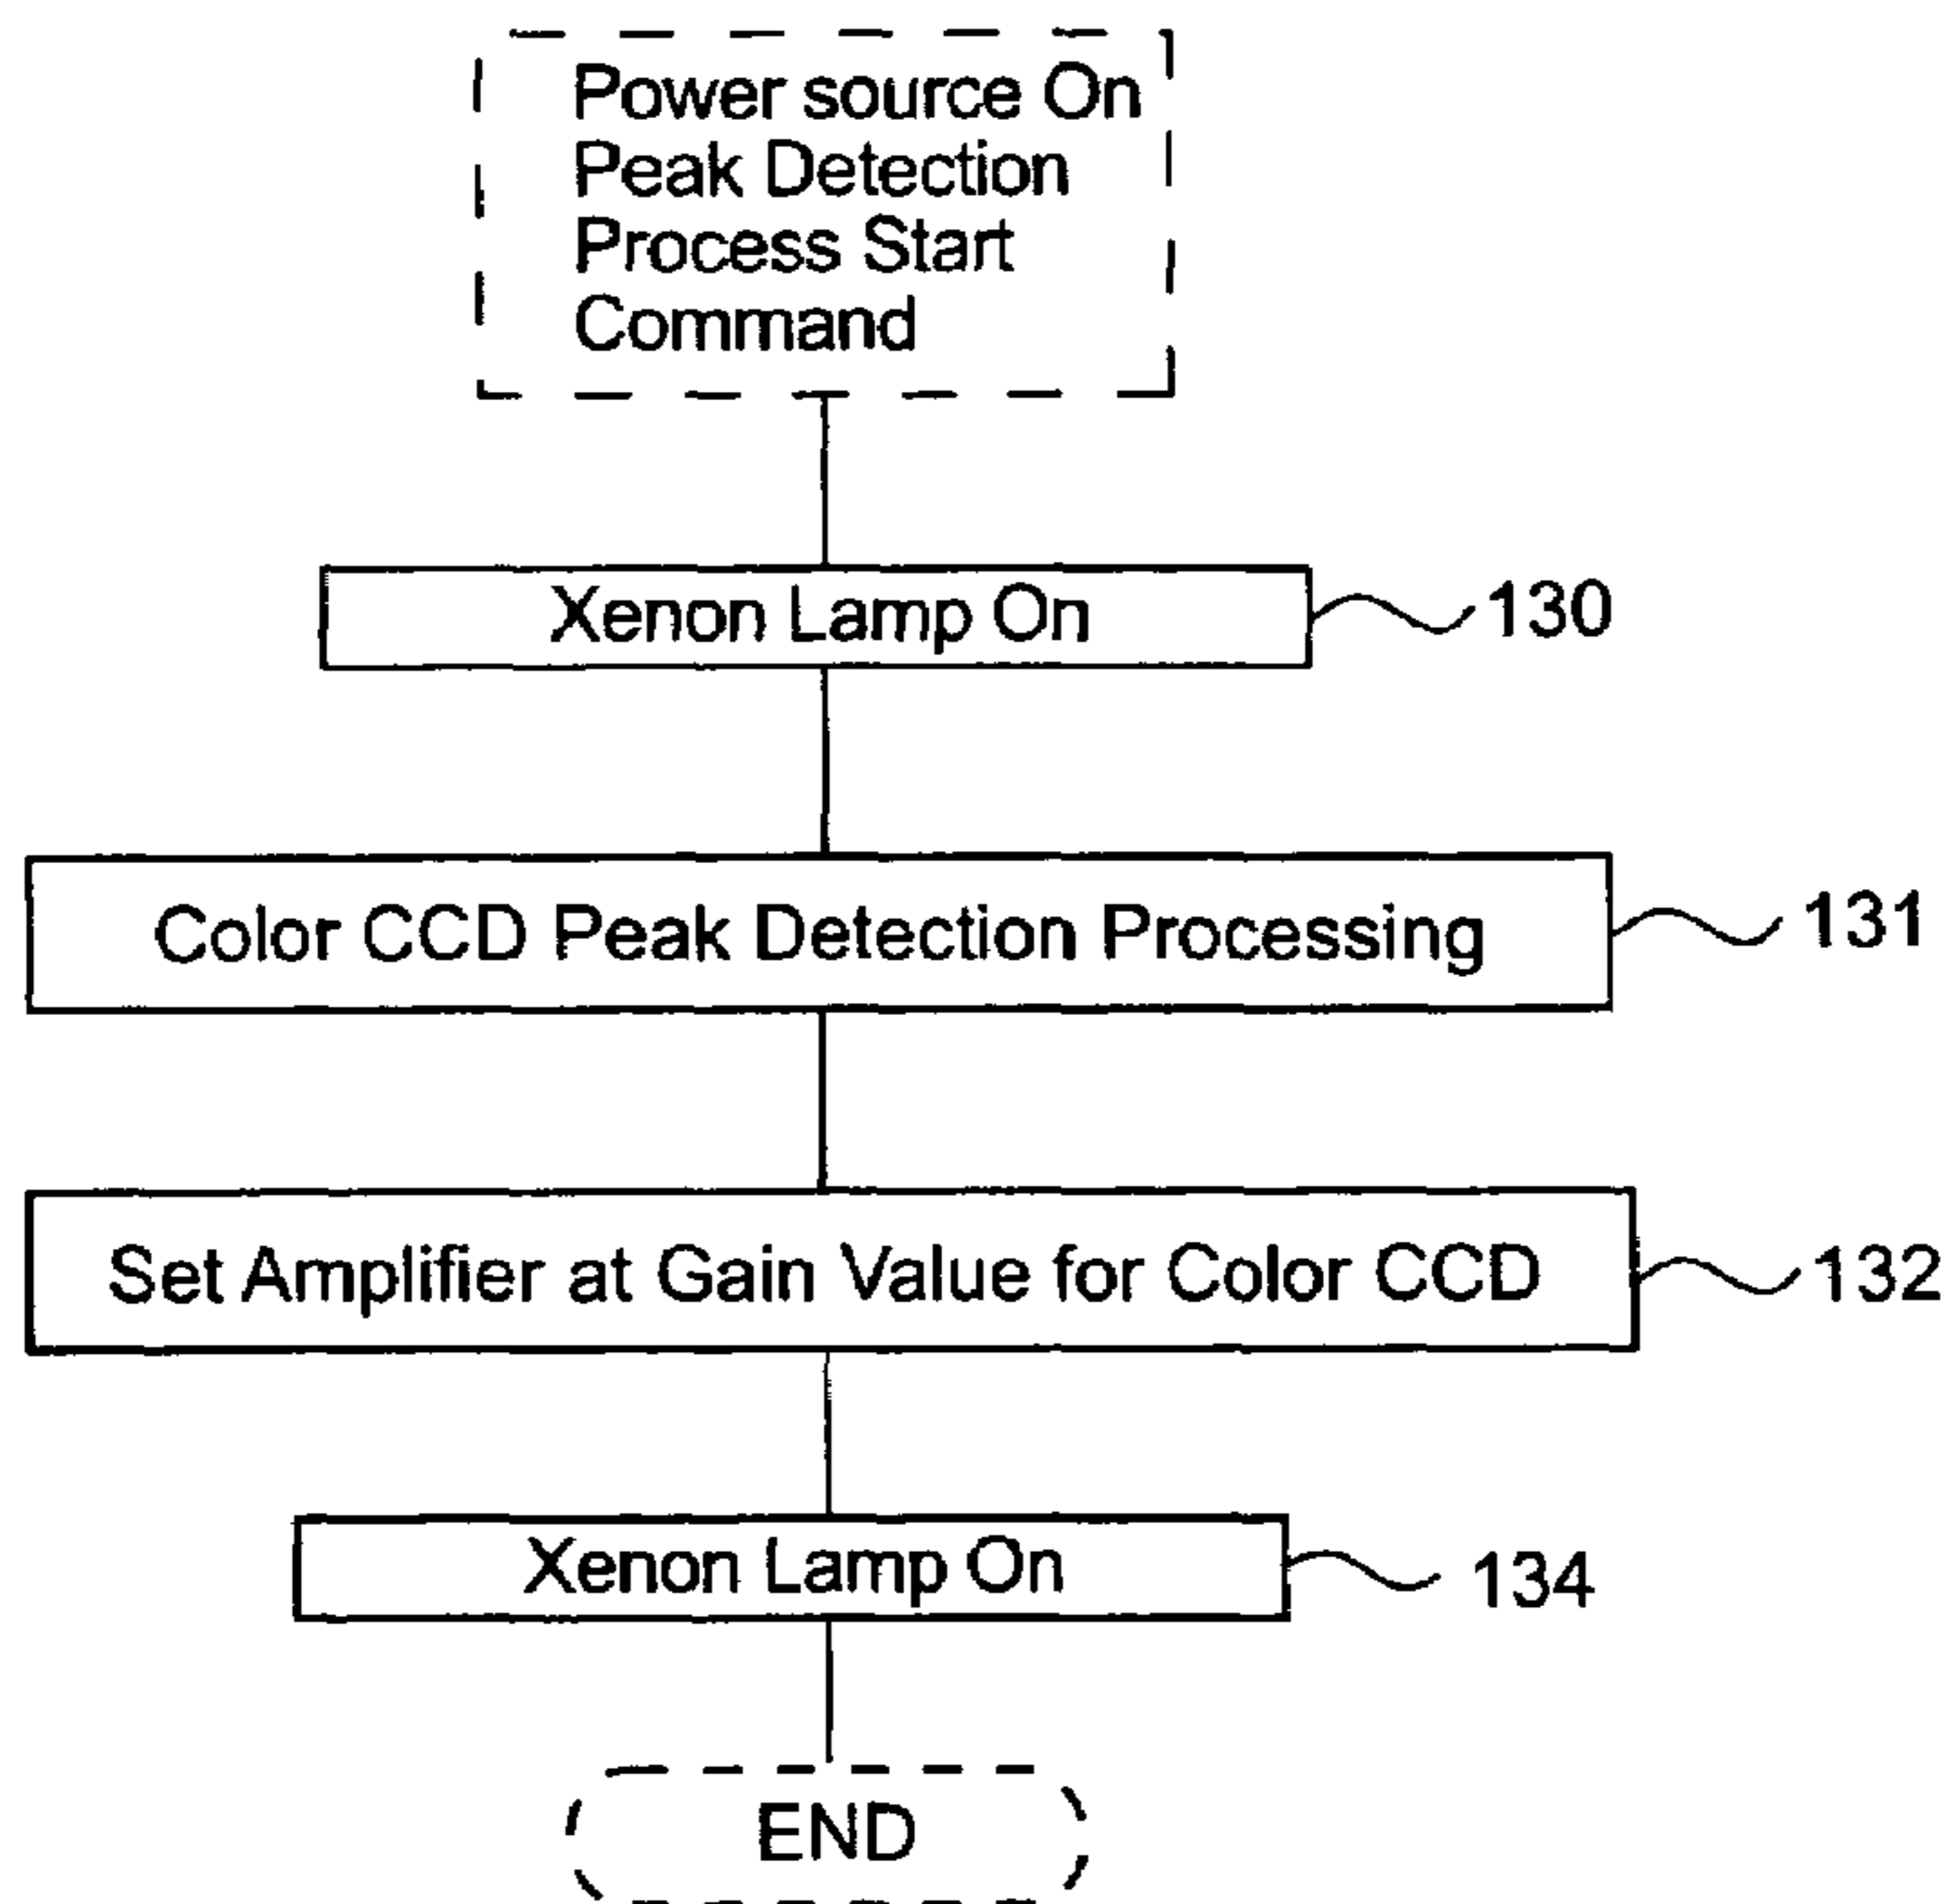 Power source On
Peak Detection
Process Start
Command
Xenon Lamp On
130
Color CCD Peak Detection Processing
131
Set Amplifier at Gain Value for Color CCD
132
Xenon Lamp On
134
END